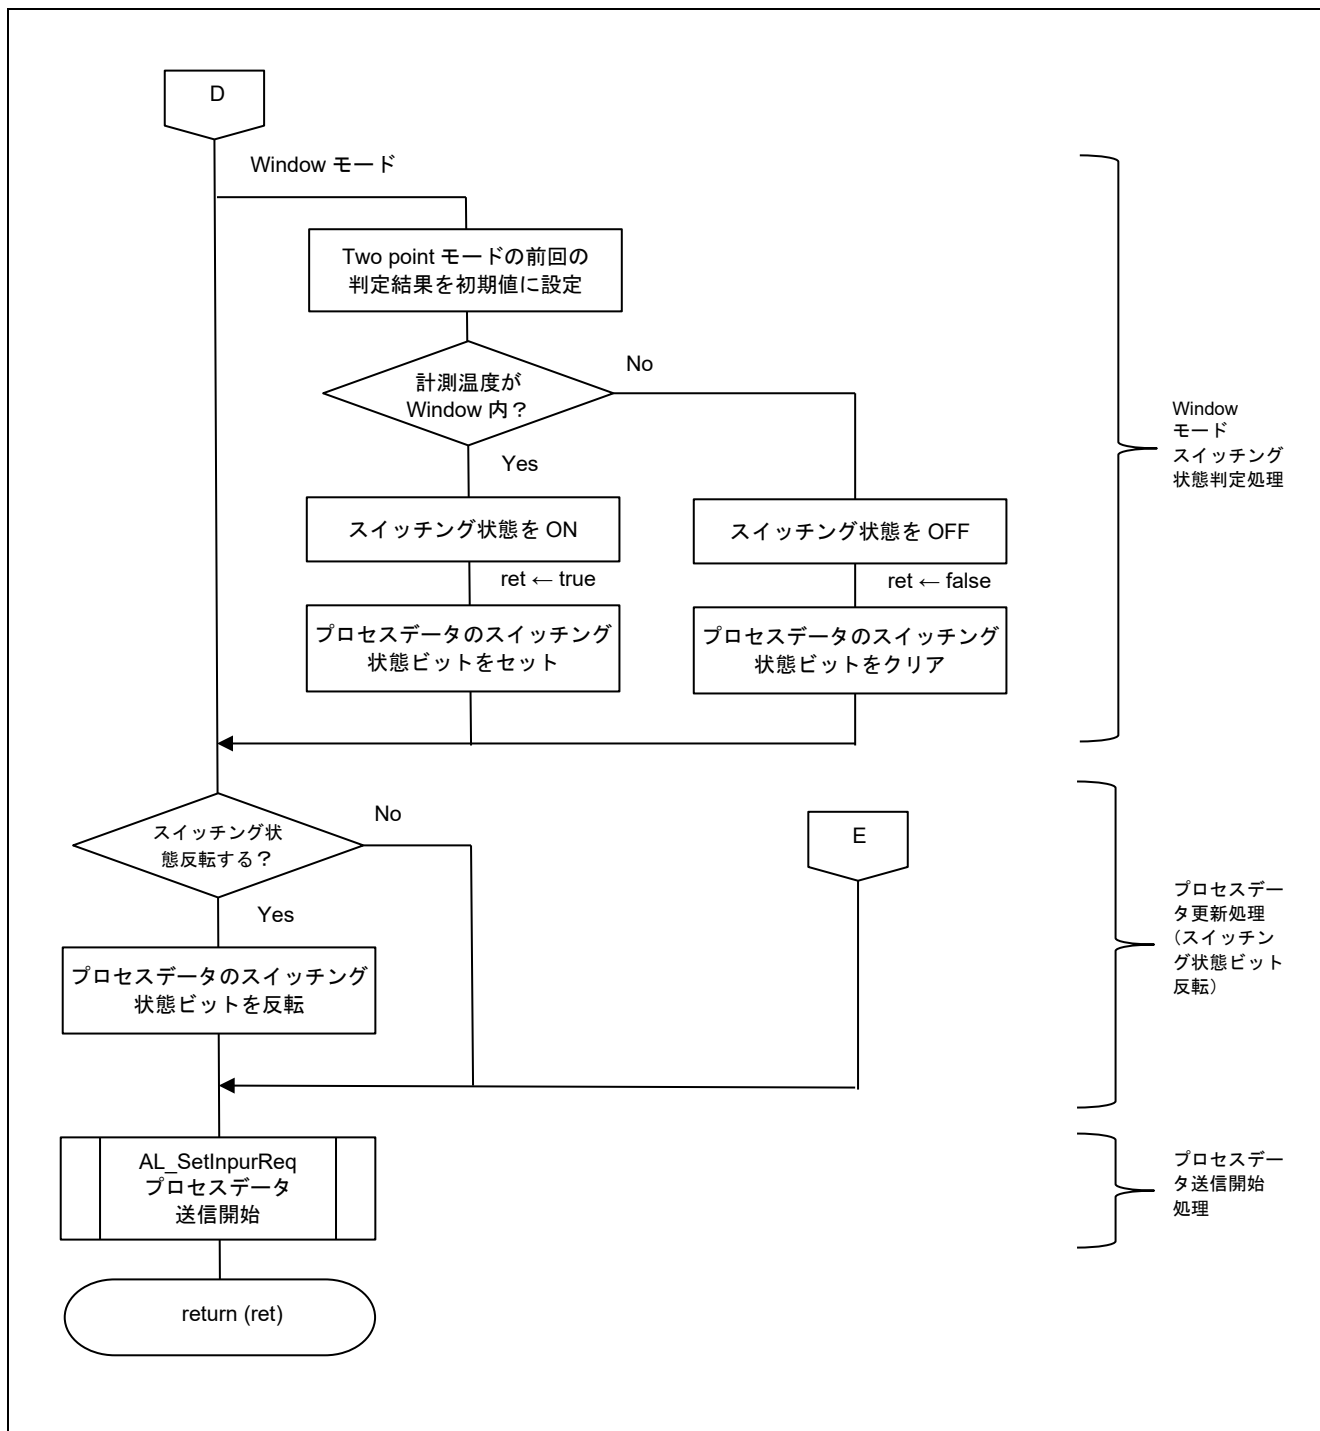 D
Window モード
Two point モードの前回の
判定結果を初期値に設定
計測温度が
Window 内？
No
Yes
スイッチング状態を ON
スイッチング状態を OFF
ret ← true
ret ← false
プロセスデータのスイッチング
状態ビットをセット
プロセスデータのスイッチング
状態ビットをクリア
Window
モード
スイッチング
状態判定処理
スイッチング状
態反転する？
No
Yes
E
プロセスデータのスイッチング
状態ビットを反転
プロセスデー
タ更新処理
（スイッチン
グ状態ビット
反転）
AL_SetInpurReq
プロセスデータ
送信開始
プロセスデー
タ送信開始
処理
return (ret)